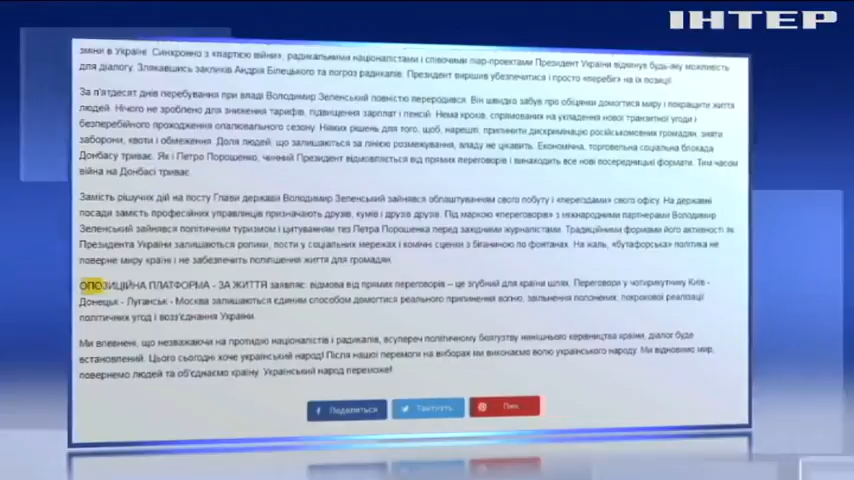 ІНТЕР
зміни в Україні. Синхронно з «партією війни», радикальними націоналістами і співочими піар-проектами Президент України відкинув будь-яку можливість
для діалогу. Злякавшись закликів Андрія Білецького та погроз радикалів, Президент вирішив убезпечитися і просто «перебіг» на їх позиції.
За п'ятдесят днів перебування при владі Володимир Зеленський повністю переродився. Він швидко забув про обіцянки домогтися миру і покращити життя
людей. Нічого не зроблено для зниження тарифів, підвищення зарплат і пенсій. Нема кроків, спрямованих на укладення нової транзитної угоди і
безперебійного проходження опалювального сезону. Ніяких рішень для того, щоб, нарешті, припинити дискримінацію російськомовних громадян, зняти
заборони, квоти і обмеження. Доля людей, що залишаються за лінією розмежування, владу не цікавить. Економічна, торговельна соціальна блокада
Донбасу триває. Як і Петро Порошенко, чинний Президент відмовляється від прямих переговорів і винаходить все нові посередницькі формати. Тим часом
війна на Донбасі триває.
Замість рішучих дій на посту Глави держави Володимир Зеленський зайнявся облаштуванням свого побуту і «переїздами» свого офісу. На державні
посади замість професійних управлінців призначають друзів, кумів і друзів друзів. Під маркою «переговорів» з міжнародними партнерами Володимир
Зеленський зайнявся політичним туризмом і цитуванням тез Петра Порошенка перед західними журналістами. Традиційними формами його активності як
Президента України залишаються ролики, пости у соціальних мережах і комічні сценки з біганиною по фонтанах. На жаль, «бутафорська» політика не
поверне миру країні і не забезпечить поліпшення життя для громадян.
ОПОЗИЦІЙНА ПЛАТФОРМА - ЗА ЖИТТЯ заявляє: відмова від прямих переговорів – це згубний для країни шлях. Переговори у чотирикутнику Київ -
Донецьк - Луганськ - Москва залишаються єдиним способом домогтися реального припинення вогню, звільнення полонених, покрокової реалізації
політичних угод і возз'єднання України.
Ми впевнені, що незважаючи на протидію націоналістів і радикалів, всупереч політичному боягузтву нинішнього керівництва країни, діалог буде
встановлений. Цього сьогодні хоче український народ! Після нашої перемоги на виборах ми виконаємо волю українського народу. Ми відновимо мир,
повернемо людям та об'єднаємо країну. Український народ переможе!
Поделиться Твитнуть Пин